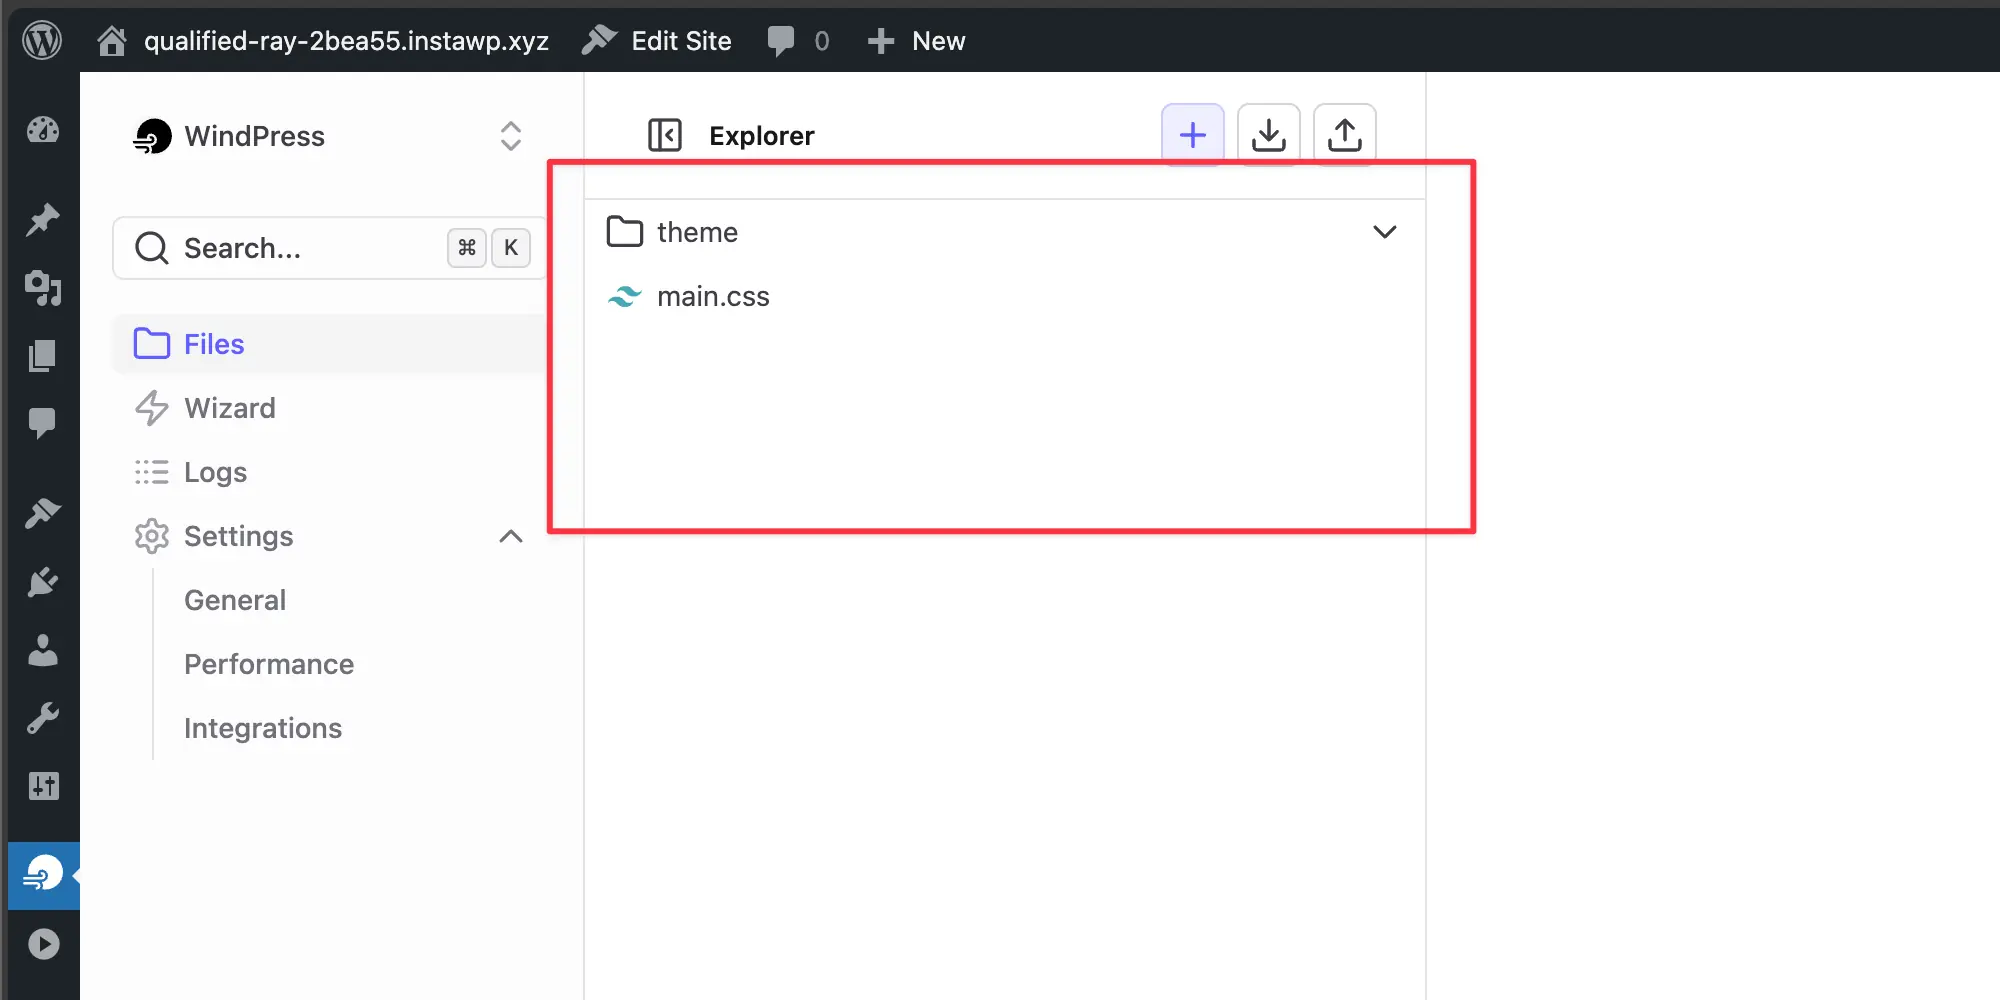 qualified-ray-2bea55.instawp.xyz Edit Site 0 New
WindPress
Search... ⌘ K
Files
Wizard
Logs
Settings
General
Performance
Integrations
Explorer
theme
main.css